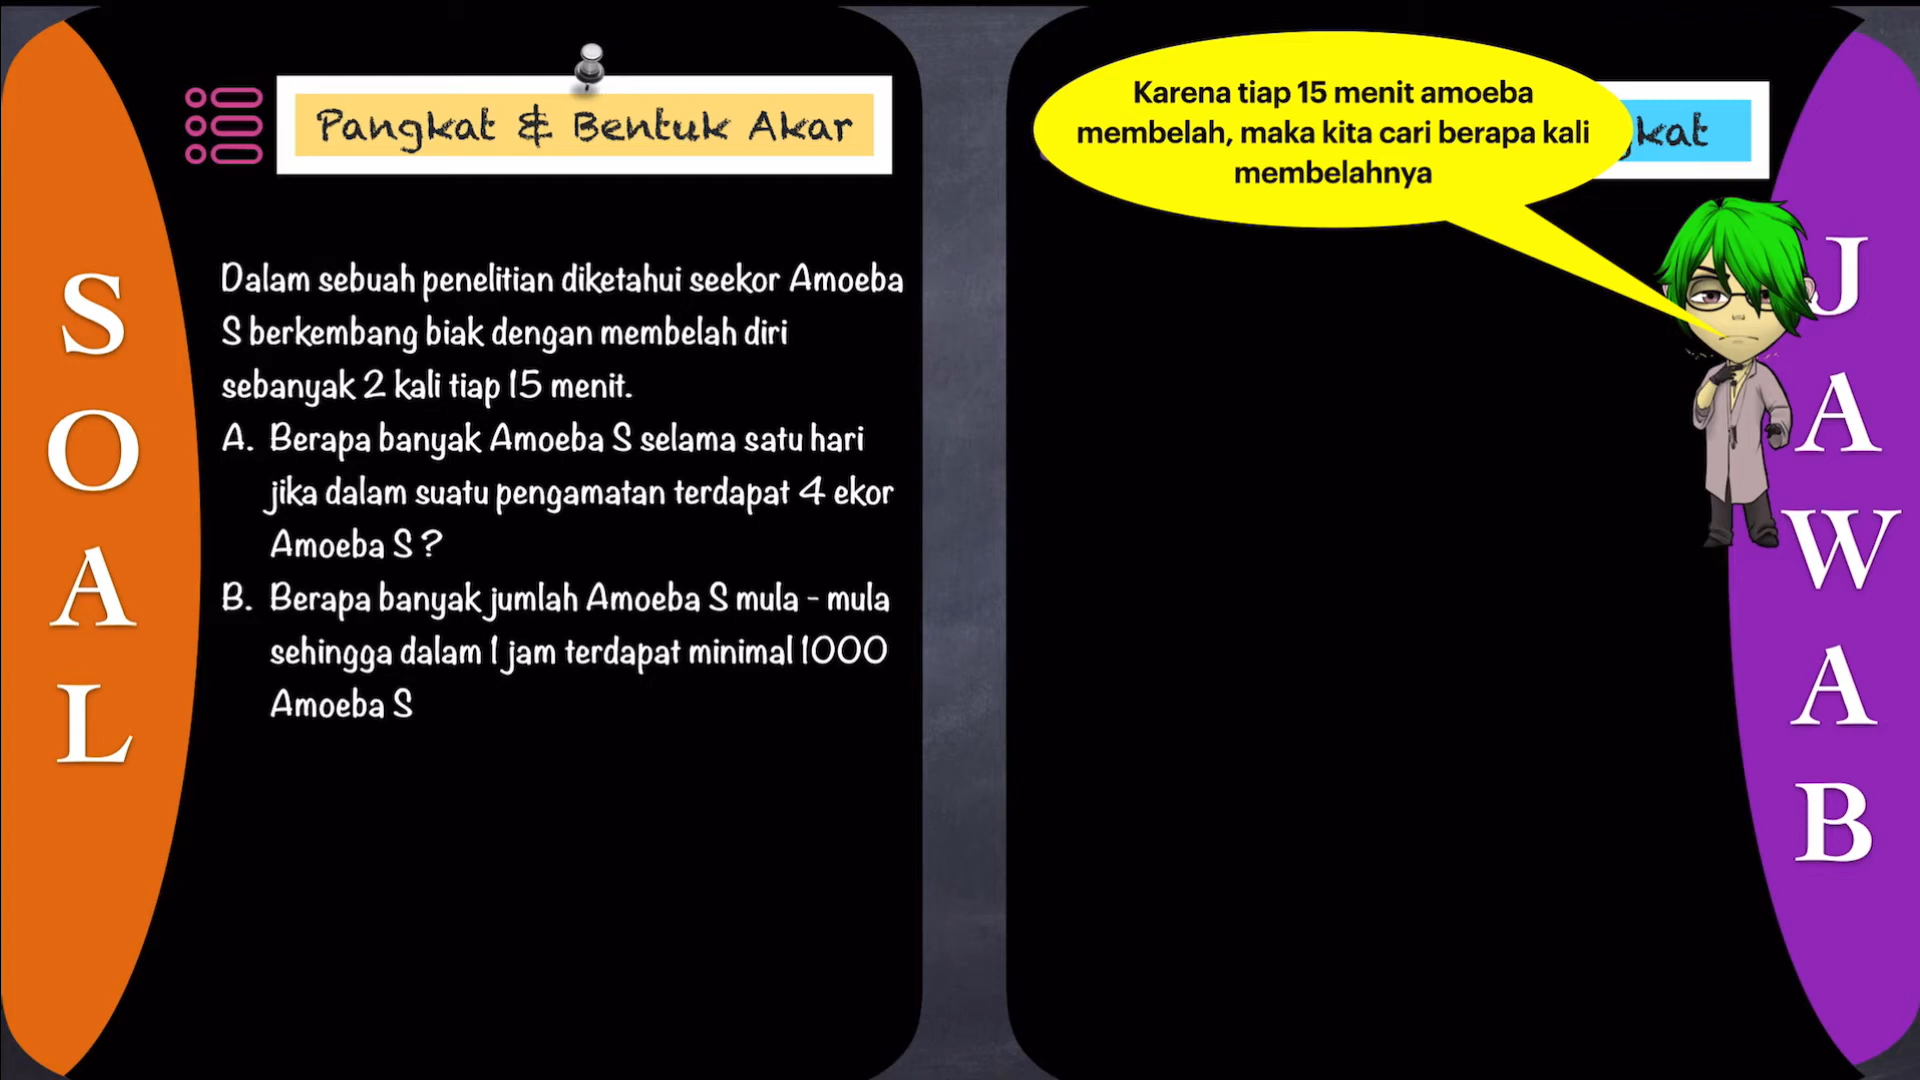 SOAL
Pangkat & Bentuk Akar
Dalam sebuah penelitian diketahui seekor Amoeba
S berkembang biak dengan membelah diri
sebanyak 2 kali tiap 15 menit.
A. Berapa banyak Amoeba S selama satu hari
jika dalam suatu pengamatan terdapat 4 ekor
Amoeba S ?
B. Berapa banyak jumlah Amoeba S mula - mula
sehingga dalam 1 jam terdapat minimal 1000
Amoeba S
Karena tiap 15 menit amoeba
membelah, maka kita cari berapa kali
membelahnya
JAWAB